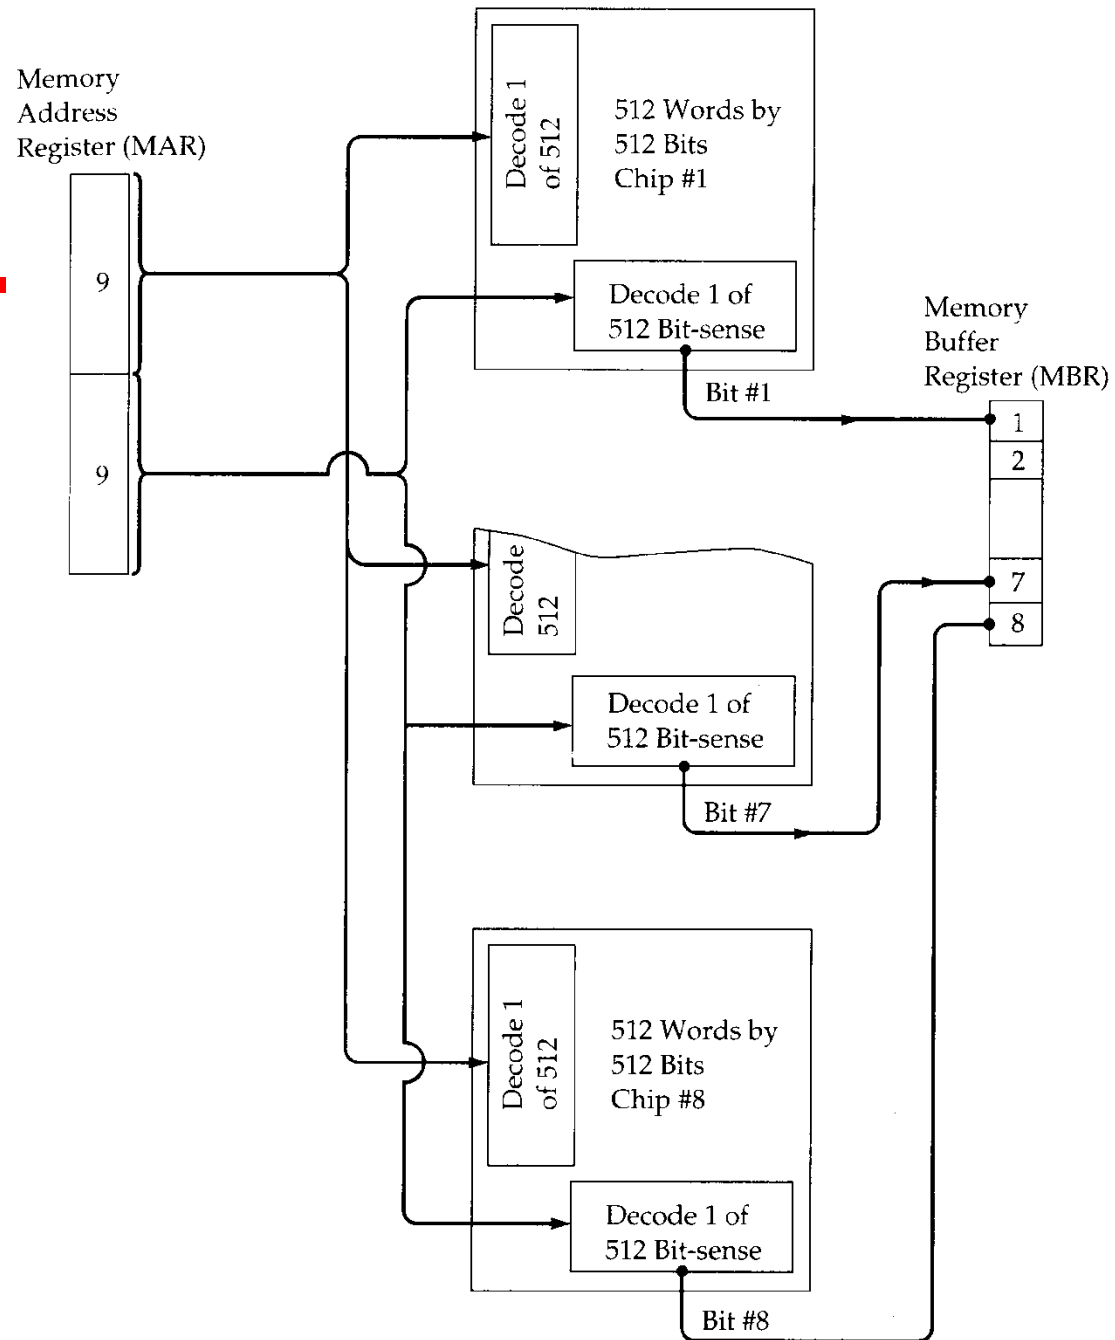 Memory
Address
Register (MAR)
9
9
Decode 1
of 512
512 Words by
512 Bits
Chip #1
Decode 1 of
512 Bit-sense
Bit #1
Memory
Buffer
Register (MBR)
1
2
7
8
Decode
512
Decode 1 of
512 Bit-sense
Bit #7
Decode 1
of 512
512 Words by
512 Bits
Chip #8
Decode 1 of
512 Bit-sense
Bit #8